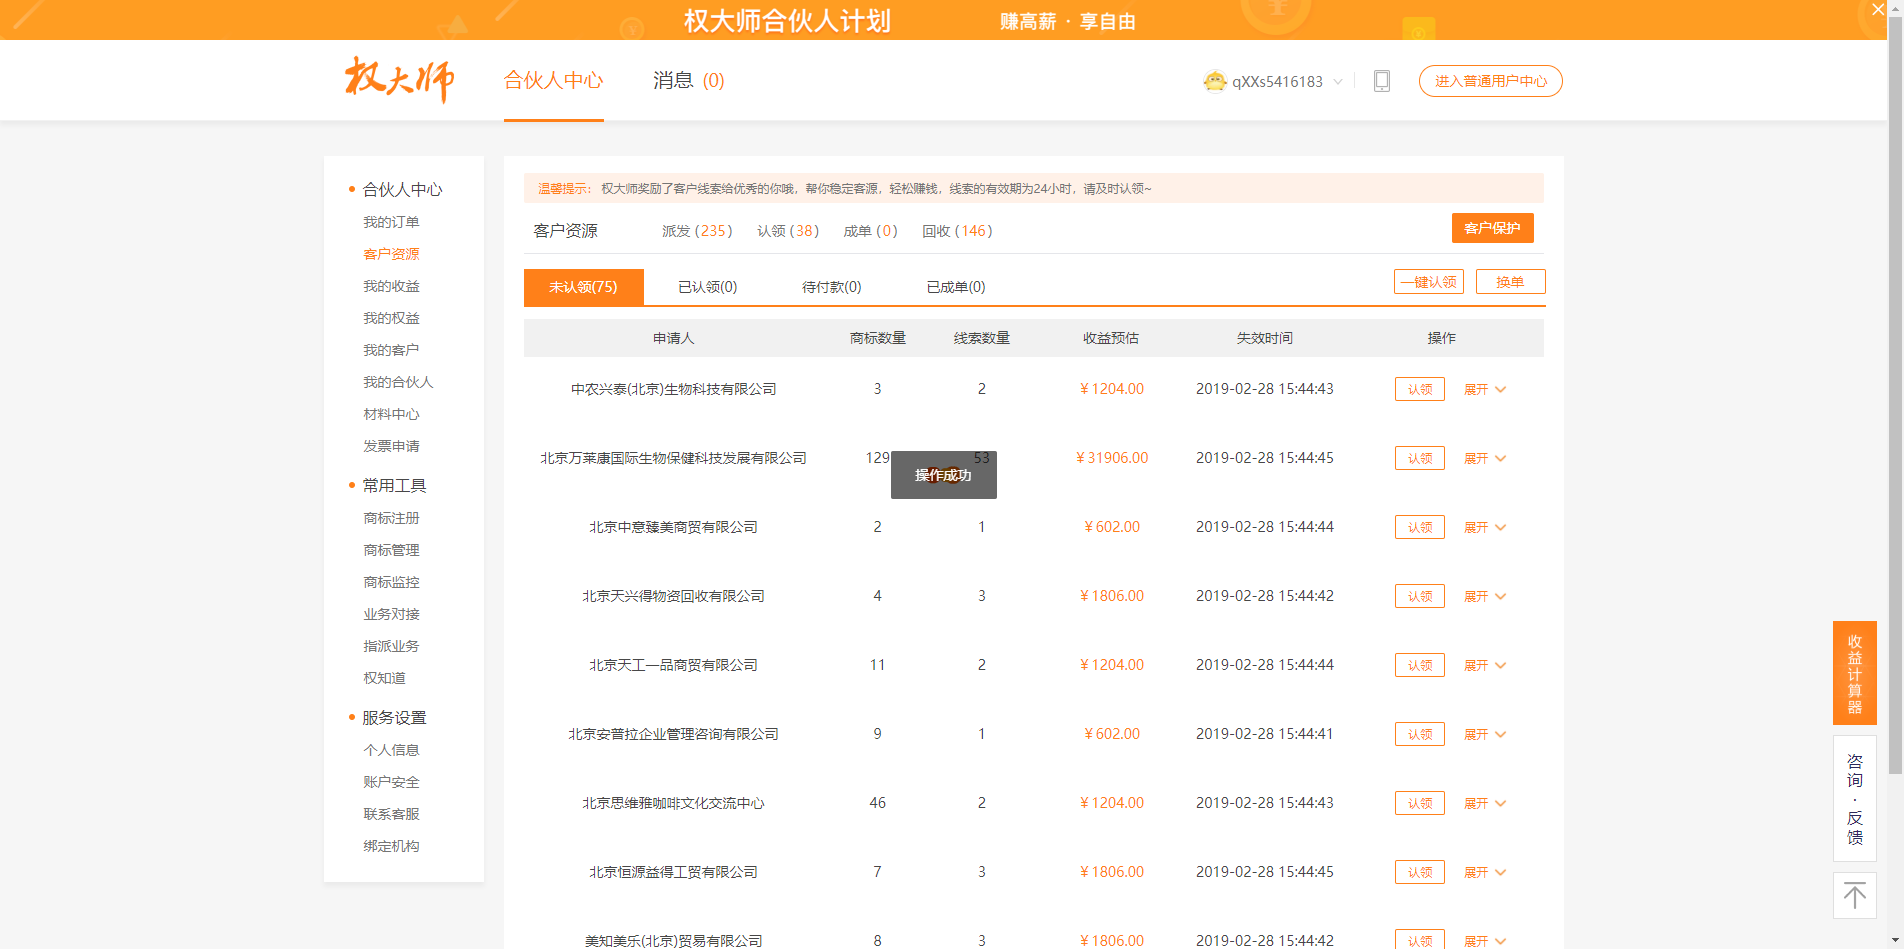 权大师合伙人计划 赚高薪 · 享自由
权大师 合伙人中心 消息 (0) qXXs5416183 进入普通用户中心
合伙人中心
我的订单
客户资源
我的收益
我的权益
我的客户
我的合伙人
材料中心
发票申请
常用工具
商标注册
商标管理
商标监控
业务对接
指派业务
权知道
服务设置
个人信息
账户安全
联系客服
绑定机构
温馨提示： 权大师奖励了客户线索给优秀的你哦，帮你稳定客源，轻松赚钱，线索的有效期为24小时，请及时认领~
客户资源 派发 (235) 认领 (38) 成单 (0) 回收 (146) 客户保护
未认领(75) 已认领(0) 待付款(0) 已成单(0) 一键认领 换单
申请人 商标数量 线索数量 收益预估 失效时间 操作
中农兴泰(北京)生物科技有限公司 3 2 ¥1204.00 2019-02-28 15:44:43 认领 展开
北京万莱康国际生物保健科技发展有限公司 129 53 ¥31906.00 2019-02-28 15:44:45 认领 展开
操作成功
北京中意臻美商贸有限公司 2 1 ¥602.00 2019-02-28 15:44:44 认领 展开
北京天兴得物资回收有限公司 4 3 ¥1806.00 2019-02-28 15:44:42 认领 展开
北京天工一品商贸有限公司 11 2 ¥1204.00 2019-02-28 15:44:44 认领 展开
北京安普拉企业管理咨询有限公司 9 1 ¥602.00 2019-02-28 15:44:41 认领 展开
北京思维雅咖啡文化交流中心 46 2 ¥1204.00 2019-02-28 15:44:43 认领 展开
北京恒源益得工贸有限公司 7 3 ¥1806.00 2019-02-28 15:44:45 认领 展开
美知美乐(北京)贸易有限公司 8 3 ¥1806.00 2019-02-28 15:44:42 认领 展开
收益计算器
咨询·反馈